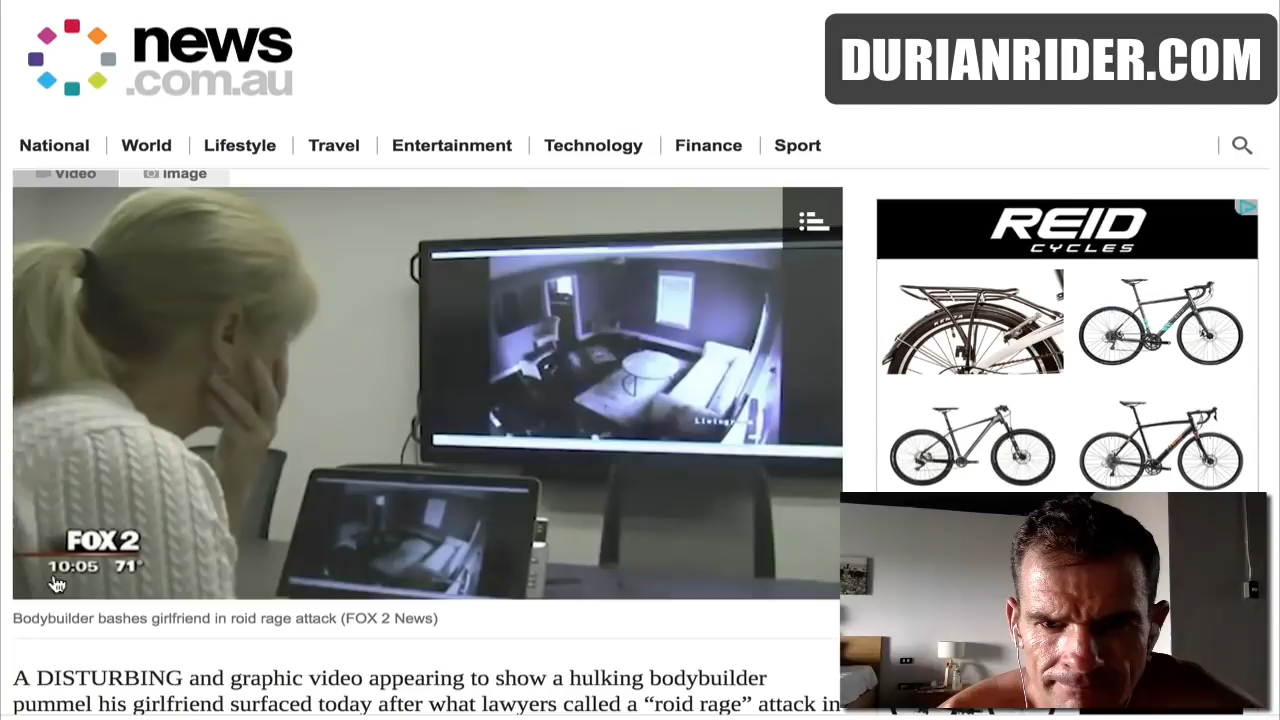 news
.com.au
DURIANRIDER.COM
National
World
Lifestyle
Travel
Entertainment
Technology
Finance
Sport
Video
Image
REID
CYCLES
KENDA
FOX 2
10:05 71°
Bodybuilder bashes girlfriend in roid rage attack (FOX 2 News)
A DISTURBING and graphic video appearing to show a hulking bodybuilder
pummel his girlfriend surfaced today after what lawyers called a “roid rage” attack in